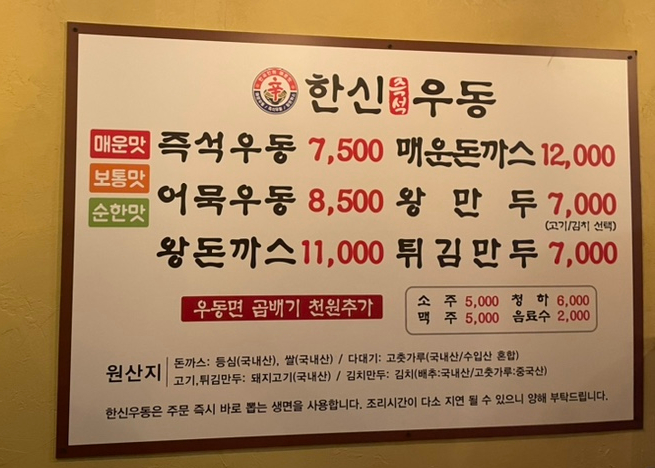 한신즉석우동
매운맛 즉석우동 7,500 매운돈까스 12,000
보통맛 어묵우동 8,500 왕만두 7,000
순한맛 (고기/김치 선택)
왕돈까스 11,000 튀김만두 7,000
우동면 곱배기 천원추가
소주 5,000 청하 6,000
맥주 5,000 음료수 2,000
원산지
돈까스: 등심(국내산), 쌀(국내산) / 다대기: 고춧가루(국내산/수입산 혼합)
고기,튀김만두: 돼지고기(국내산) / 김치만두: 김치(배추:국내산/고춧가루:중국산)
한신우동은 주문 즉시 바로 뽑는 생면을 사용합니다. 조리시간이 다소 지연 될 수 있으니 양해 부탁드립니다.